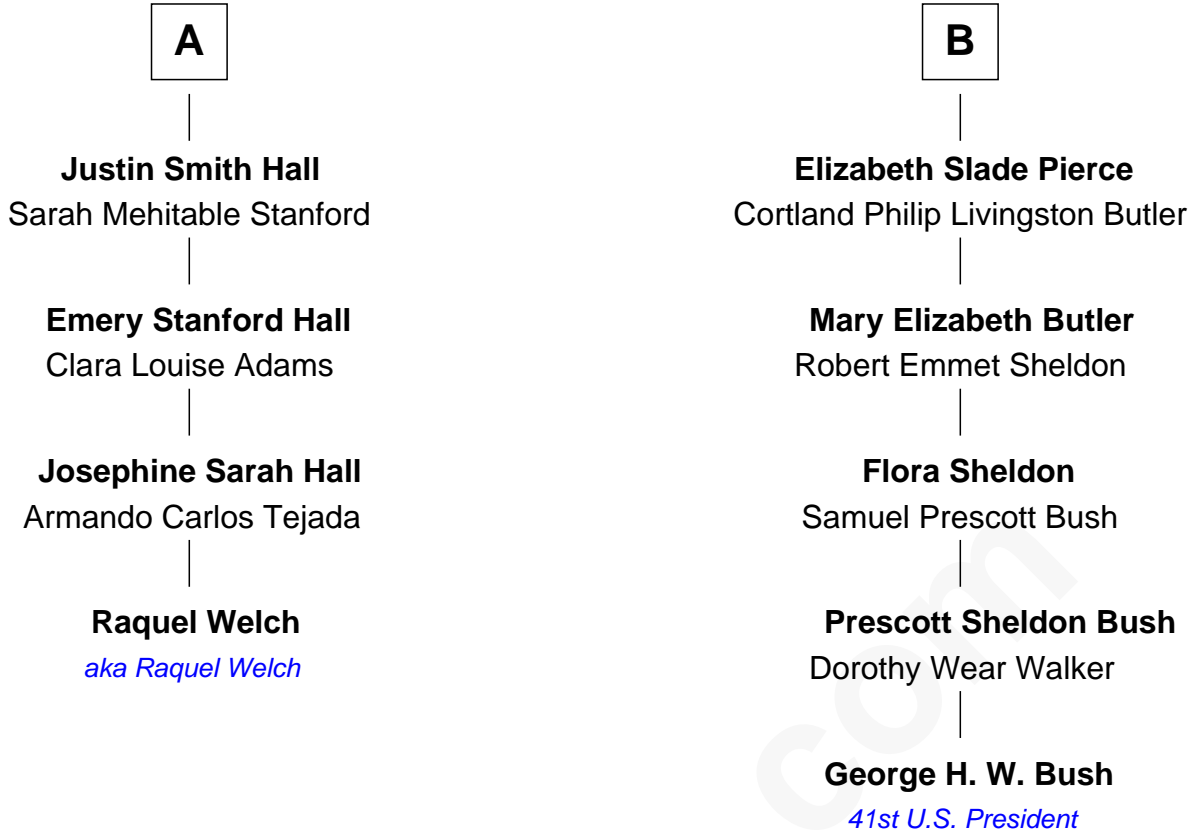 A
Justin Smith Hall
Sarah Mehitable Stanford
Emery Stanford Hall
Clara Louise Adams
Josephine Sarah Hall
Armando Carlos Tejada
Raquel Welch
aka Raquel Welch
B
Elizabeth Slade Pierce
Cortland Philip Livingston Butler
Mary Elizabeth Butler
Robert Emmet Sheldon
Flora Sheldon
Samuel Prescott Bush
Prescott Sheldon Bush
Dorothy Wear Walker
George H. W. Bush
41st U.S. President
com